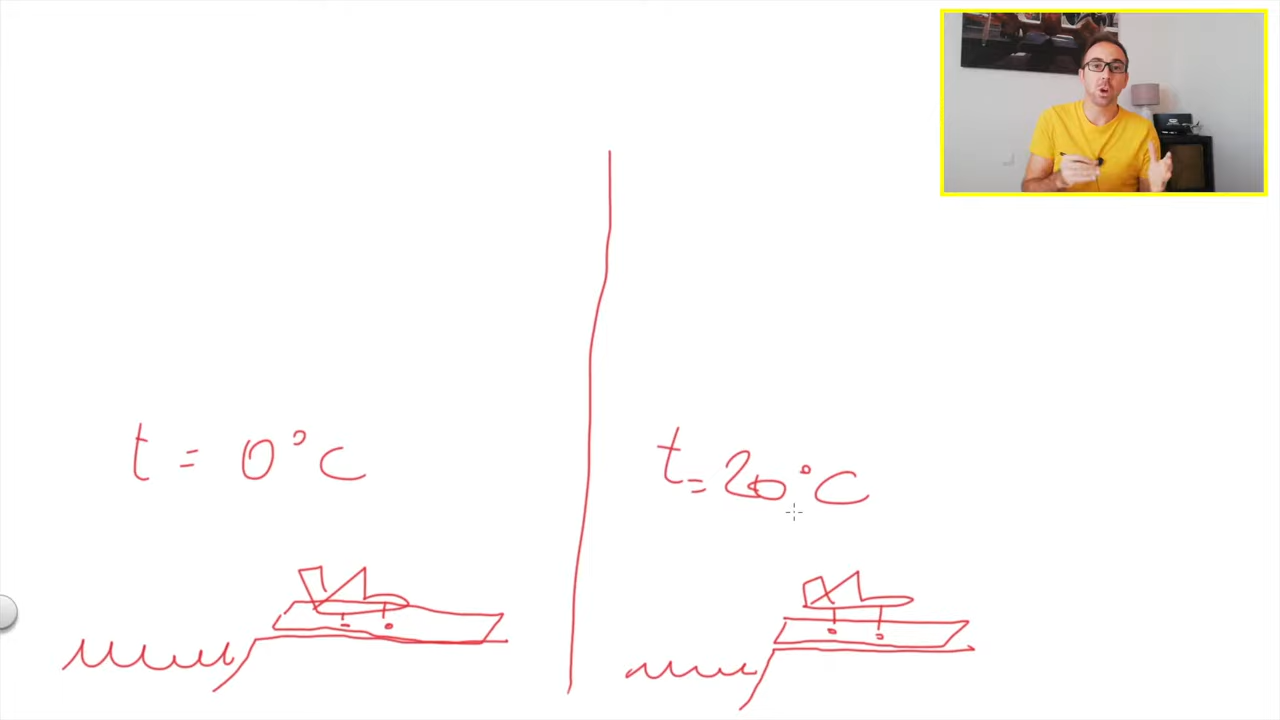 t = 0°C
t = 20°C